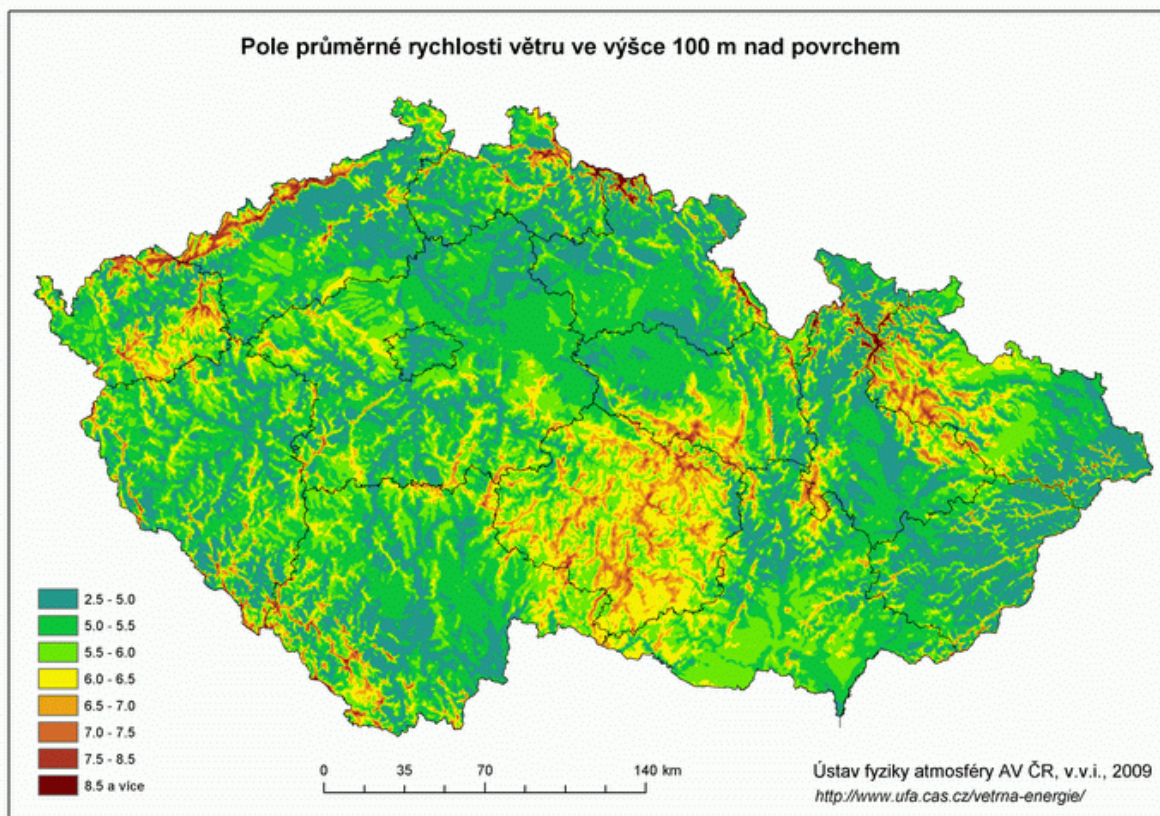 Pole průměrné rychlosti větru ve výšce 100 m nad povrchem
2.5 - 5.0
5.0 - 5.5
5.5 - 6.0
6.0 - 6.5
6.5 - 7.0
7.0 - 7.5
7.5 - 8.5
8.5 a více
0 35 70 140 km
Ústav fyziky atmosféry AV ČR, v.v.i., 2009
http://www.ufa.cas.cz/vetrna-energie/